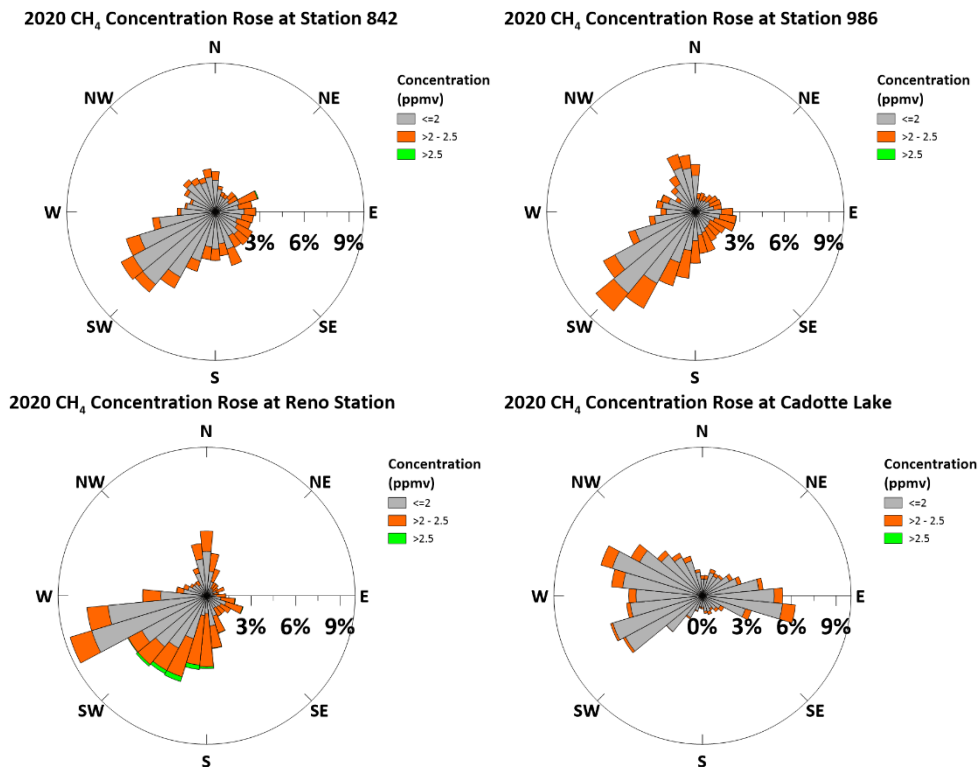 2020 CH₄ Concentration Rose at Station 842
N
NE
E
SE
S
SW
W
NW
3% 6% 9%
Concentration
(ppmv)
<=2
>2 - 2.5
>2.5
2020 CH₄ Concentration Rose at Station 986
N
NE
E
SE
S
SW
W
NW
3% 6% 9%
Concentration
(ppmv)
<=2
>2 - 2.5
>2.5
2020 CH₄ Concentration Rose at Reno Station
N
NE
E
SE
S
SW
W
NW
3% 6% 9%
Concentration
(ppmv)
<=2
>2 - 2.5
>2.5
2020 CH₄ Concentration Rose at Cadotte Lake
N
NE
E
SE
S
SW
W
NW
0% 3% 6% 9%
Concentration
(ppmv)
<=2
>2 - 2.5
>2.5